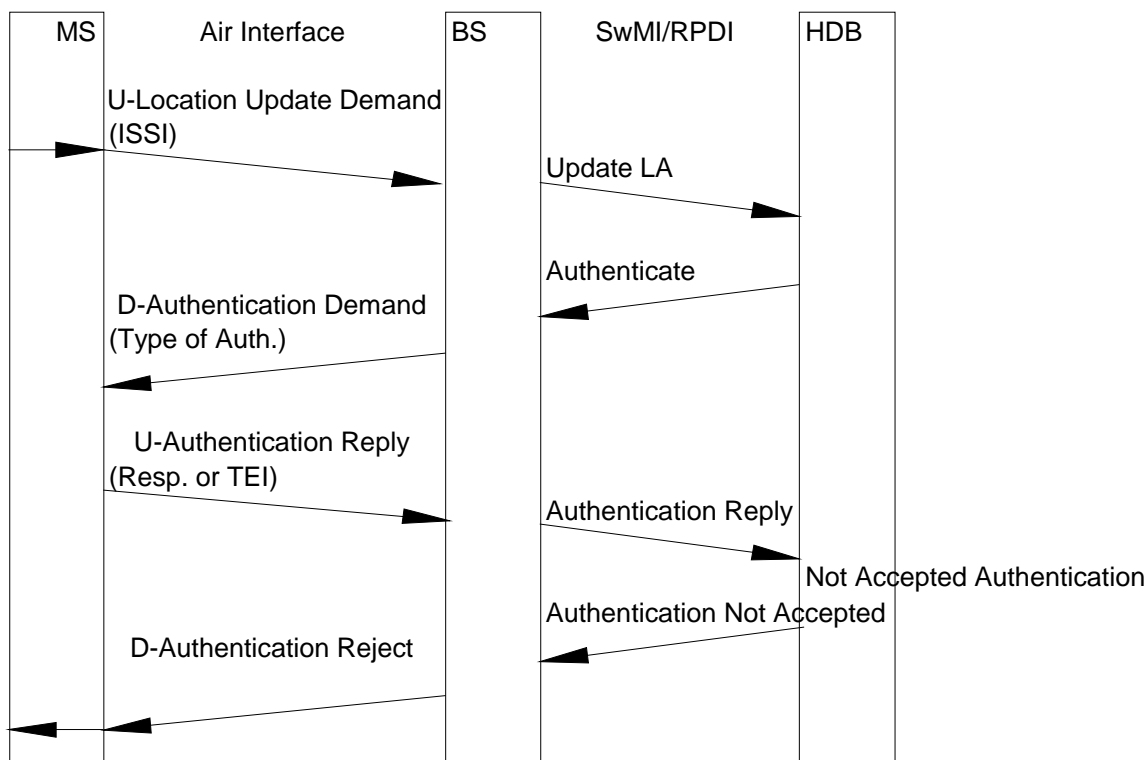 MS
Air Interface
BS
SwMI/RPDI
HDB
U-Location Update Demand
(ISSI)
Update LA
Authenticate
D-Authentication Demand
(Type of Auth.)
U-Authentication Reply
(Resp. or TEI)
Authentication Reply
Not Accepted Authentication
Authentication Not Accepted
D-Authentication Reject